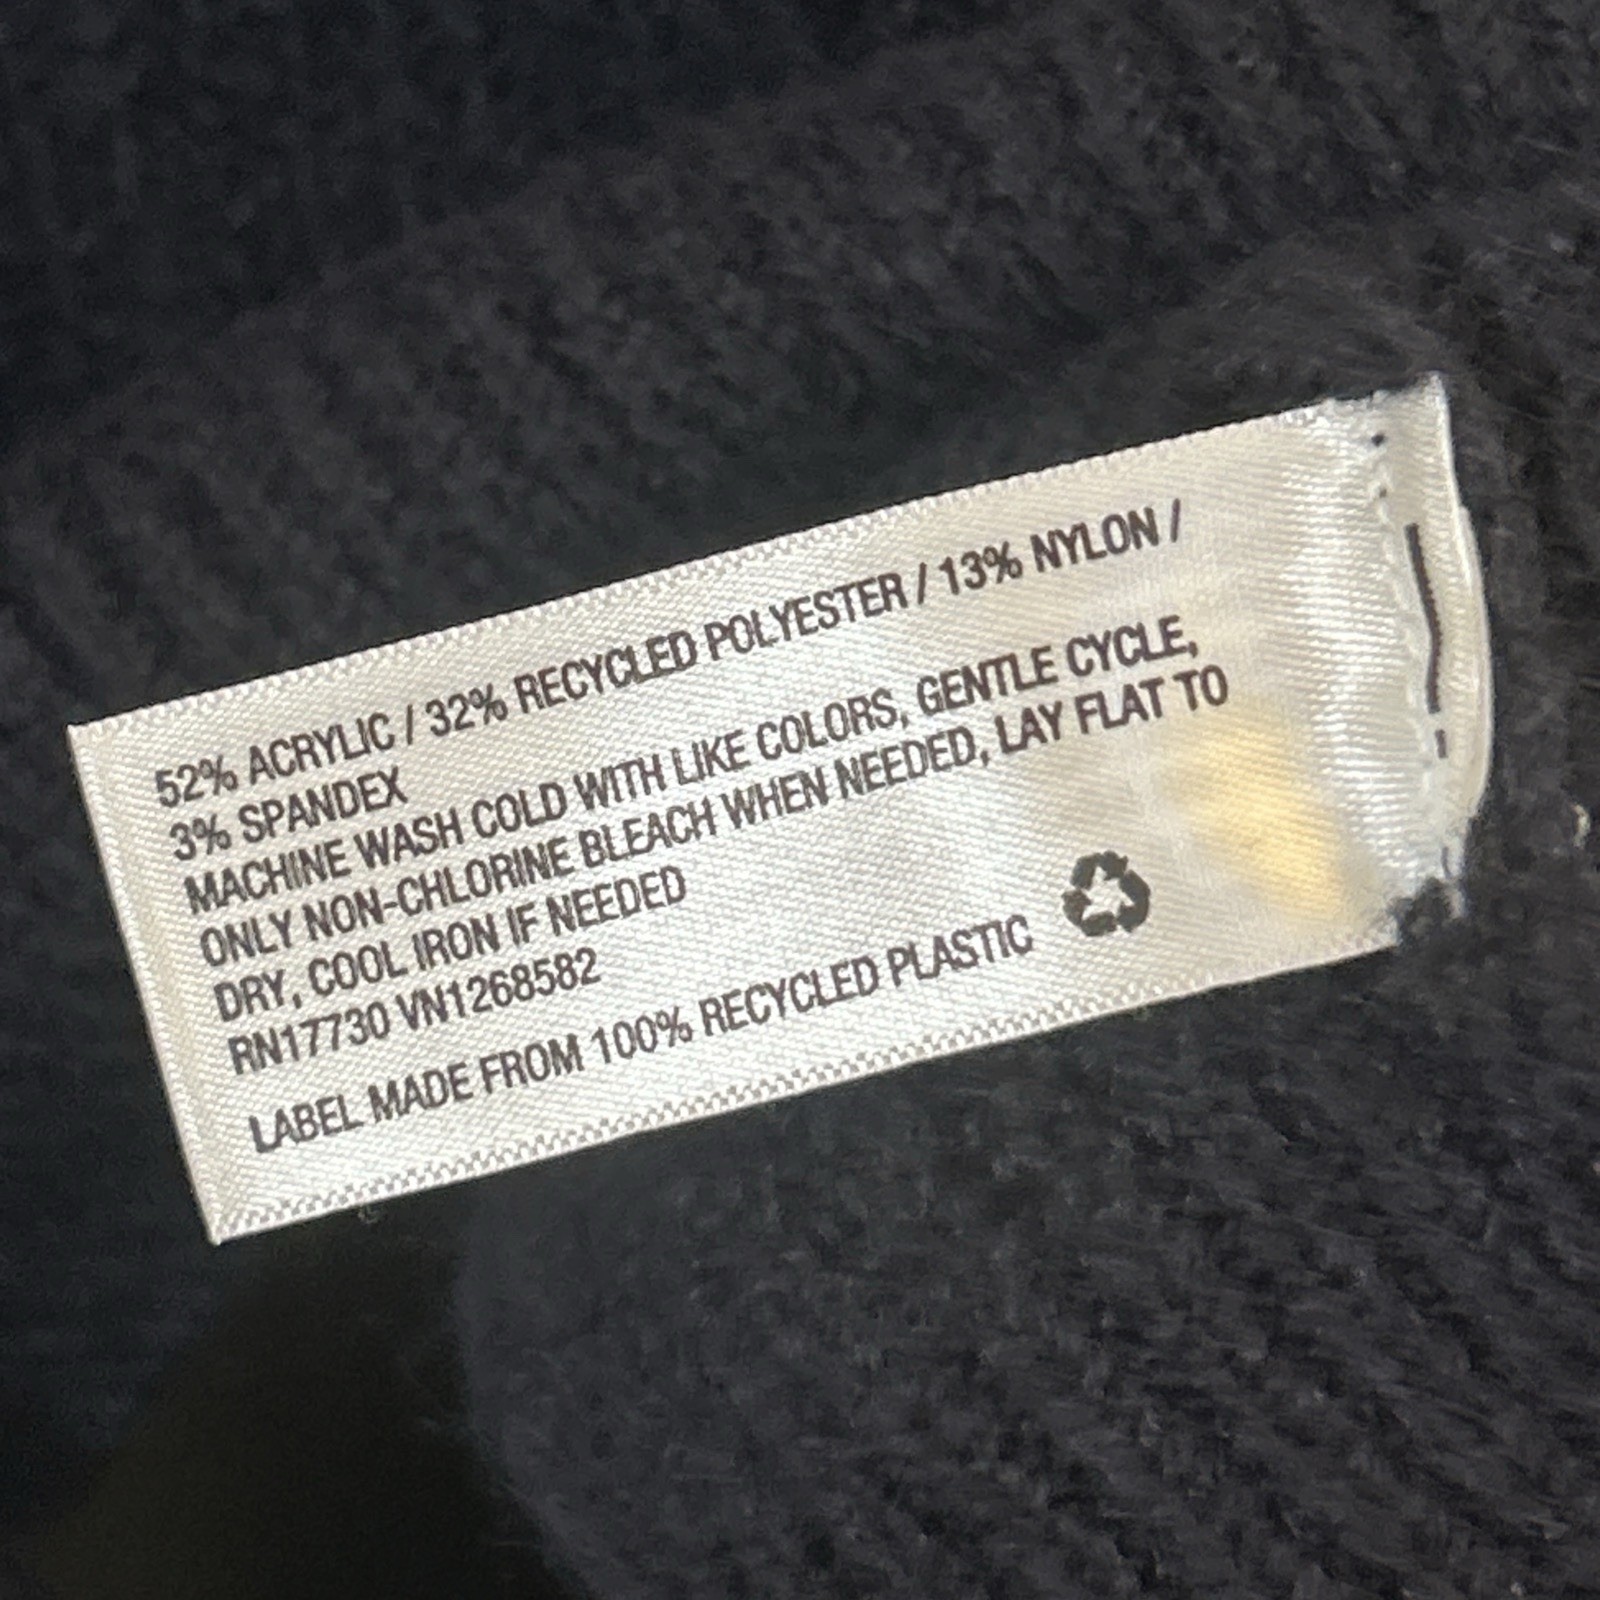 52% ACRYLIC / 32% RECYCLED POLYESTER / 13% NYLON /
3% SPANDEX
MACHINE WASH COLD WITH LIKE COLORS, GENTLE CYCLE,
ONLY NON-CHLORINE BLEACH WHEN NEEDED, LAY FLAT TO
DRY, COOL IRON IF NEEDED
RN17730 VN1268582
LABEL MADE FROM 100% RECYCLED PLASTIC